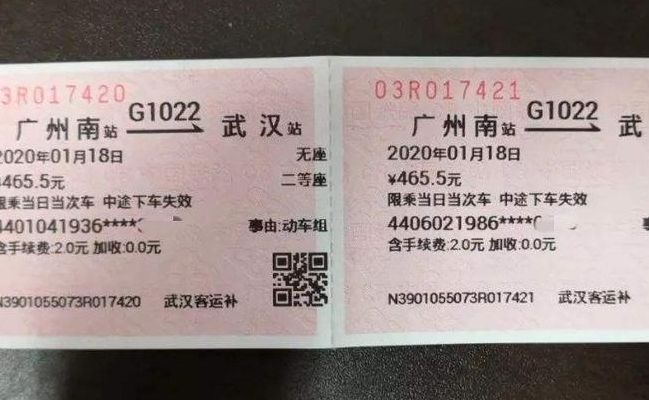 03R017420
G1022
广州南站 武汉站
2020年01月18日 无座
¥465.5元 二等座
限乘当日当次车 中途下车失效
4401041936****
事由:动车组
含手续费:2.0元 加收:0.0元
N3901055073R017420 武汉客运补
03R017421
G1022
广州南站 武
2020年01月18日
¥465.5元
限乘当日当次车 中途下车失效
4406021986****
含手续费:2.0元 加收:0.0元
N3901055073R017421 武汉客运补